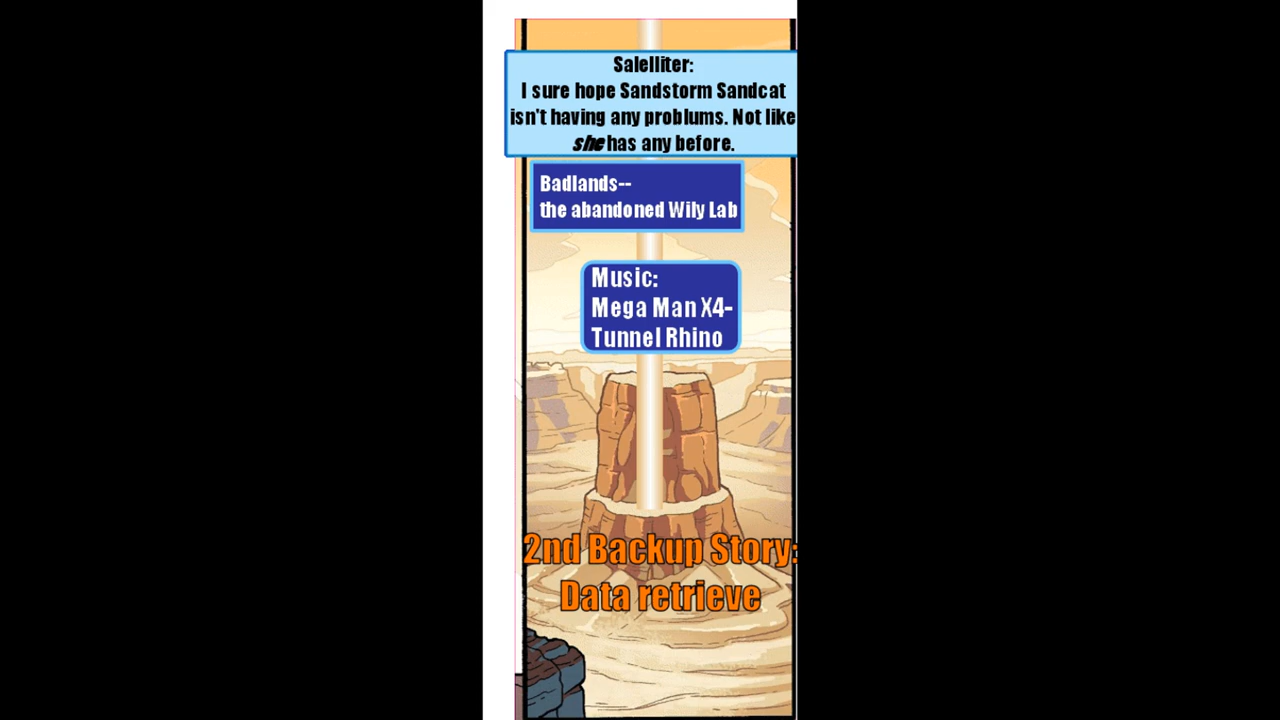 Salelliter:
I sure hope Sandstorm Sandcat
isn't having any problums. Not like
she has any before.
Badlands--
the abandoned Wily Lab
Music:
Mega Man X4-
Tunnel Rhino
2nd Backup Story:
Data retrieve